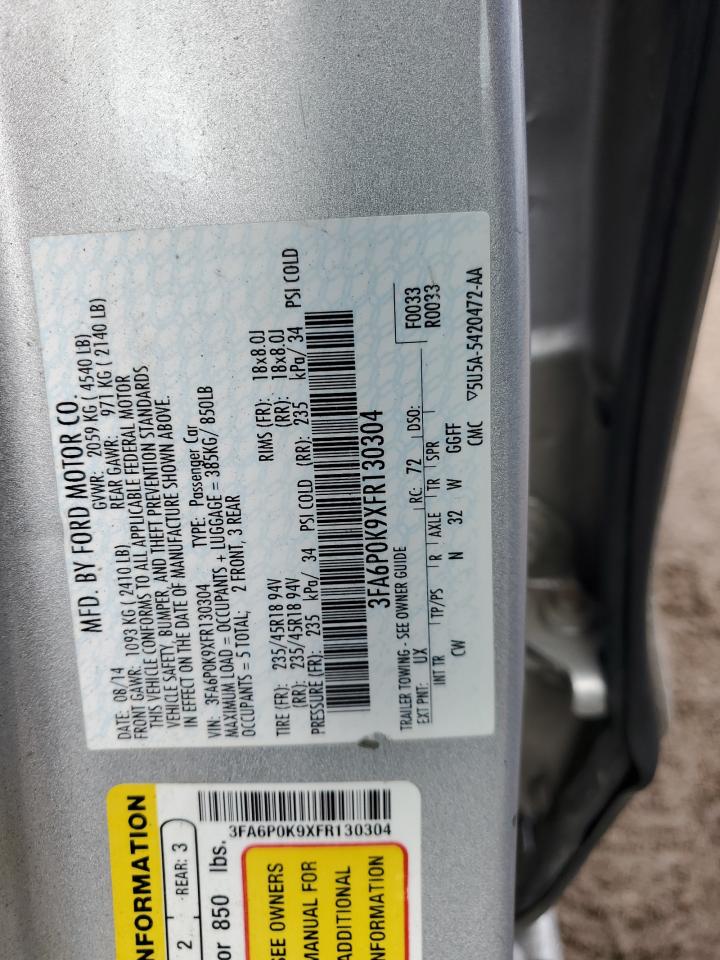 MFD. BY FORD MOTOR CO.
DATE: 08/14 GVWR: 2059 KG ( 4540 LB)
FRONT GAWR: 1093 KG ( 2410 LB) REAR GAWR: 971 KG ( 2140 LB)
THIS VEHICLE CONFORMS TO ALL APPLICABLE FEDERAL MOTOR
VEHICLE SAFETY, BUMPER, AND THEFT PREVENTION STANDARDS
IN EFFECT ON THE DATE OF MANUFACTURE SHOWN ABOVE.
VIN: 3FA6P0K9XFR130304 TYPE: Passenger Car
MAXIMUM LOAD = OCCUPANTS + LUGGAGE = 385KG/ 850LB
OCCUPANTS = 5 TOTAL; 2 FRONT, 3 REAR
TIRE (FR): 235/45R18 94V RIMS (FR): 18x8.0J
(RR): 235/45R18 94V (RR): 18x8.0J
PRESSURE (FR): 235 kPa/ 34 PSI COLD (RR): 235 kPa/ 34 PSI COLD
3FA6P0K9XFR130304
TRAILER TOWING - SEE OWNER GUIDE F0033
EXT PNT: UX RC: 72 DSO: R0033
INT TR TP/PS R AXLE TR SPR
CW N 32 W GGFF
CMC ▽5U5A-5420472-AA
NFORMATION
2 REAR: 3
or 850 lbs.
3FA6P0K9XFR130304
SEE OWNERS
MANUAL FOR
ADDITIONAL
INFORMATION